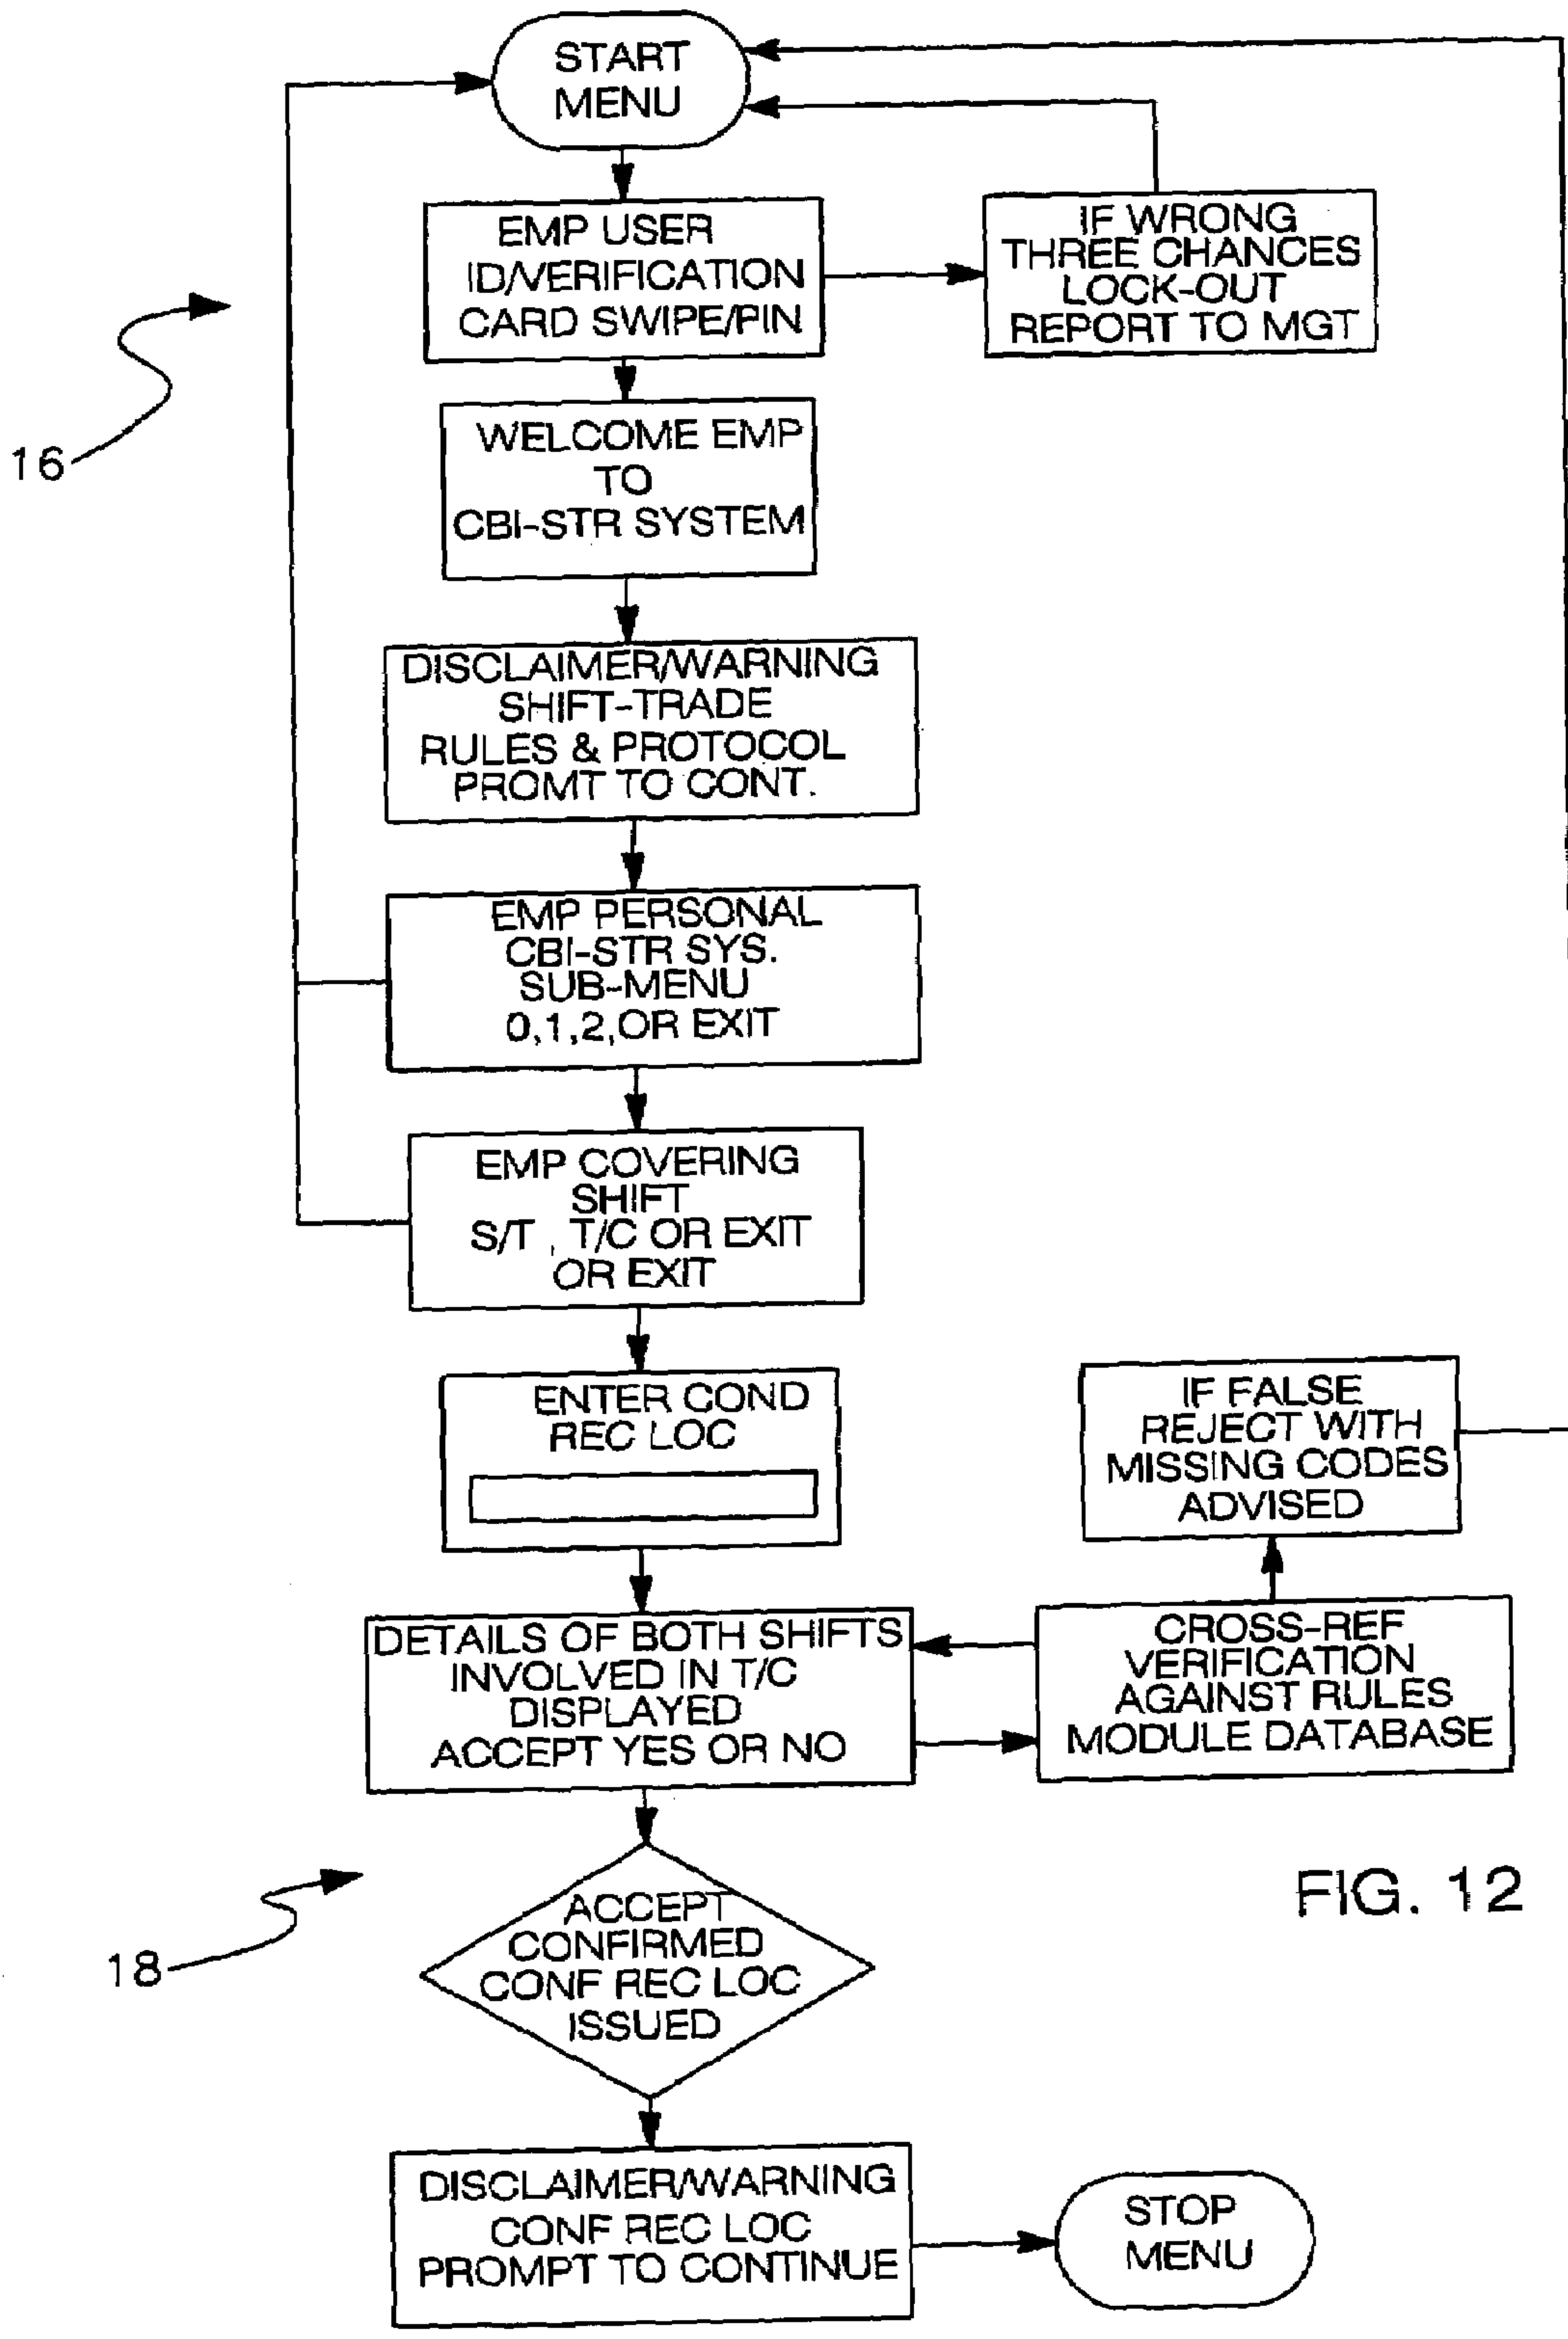 START
MENU
EMP USER
ID/VERIFICATION
CARD SWIPE/PIN
IF WRONG
THREE CHANCES
LOCK-OUT
REPORT TO MGT
16
WELCOME EMP
TO
CBI-STR SYSTEM
DISCLAIMER/WARNING
SHIFT-TRADE
RULES & PROTOCOL
PROMT TO CONT.
EMP PERSONAL
CBI-STR SYS.
SUB-MENU
0,1,2,OR EXIT
EMP COVERING
SHIFT
S/T , T/C OR EXIT
OR EXIT
ENTER COND
REC LOC
IF FALSE
REJECT WITH
MISSING CODES
ADVISED
DETAILS OF BOTH SHIFTS
INVOLVED IN T/C
DISPLAYED
ACCEPT YES OR NO
CROSS-REF
VERIFICATION
AGAINST RULES
MODULE DATABASE
18
ACCEPT
CONFIRMED
CONF REC LOC
ISSUED
FIG. 12
DISCLAIMER/WARNING
CONF REC LOC
PROMPT TO CONTINUE
STOP
MENU